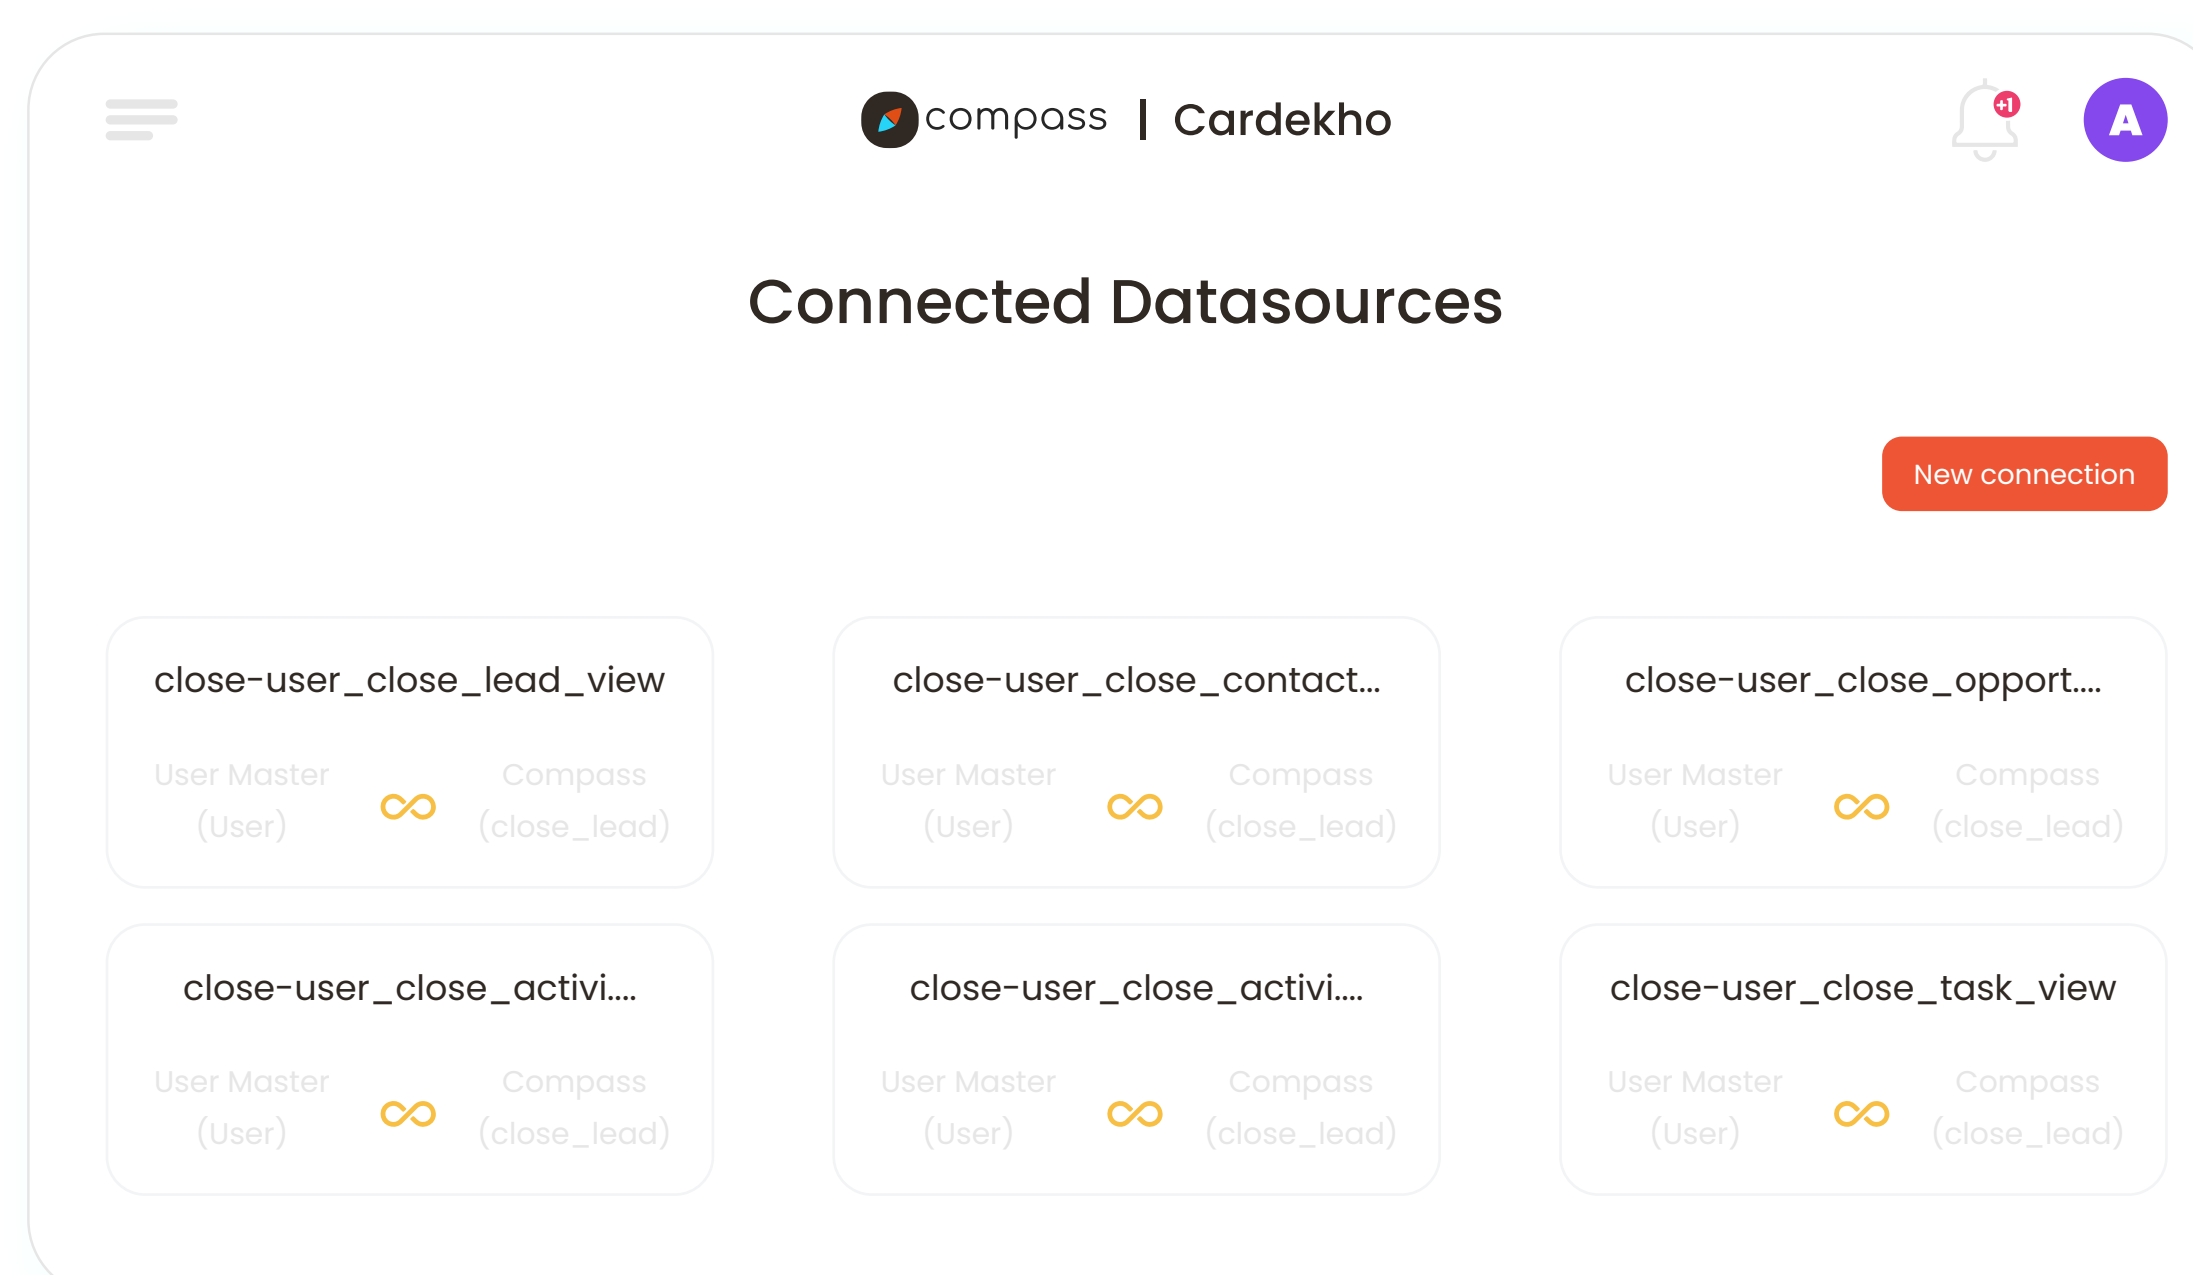 compass | Cardekho
+1
A
Connected Datasources
New connection
close-user_close_lead_view
User Master
(User)
Compass
(close_lead)
close-user_close_contact...
User Master
(User)
Compass
(close_lead)
close-user_close_opport....
User Master
(User)
Compass
(close_lead)
close-user_close_activi....
User Master
(User)
Compass
(close_lead)
close-user_close_activi....
User Master
(User)
Compass
(close_lead)
close-user_close_task_view
User Master
(User)
Compass
(close_lead)